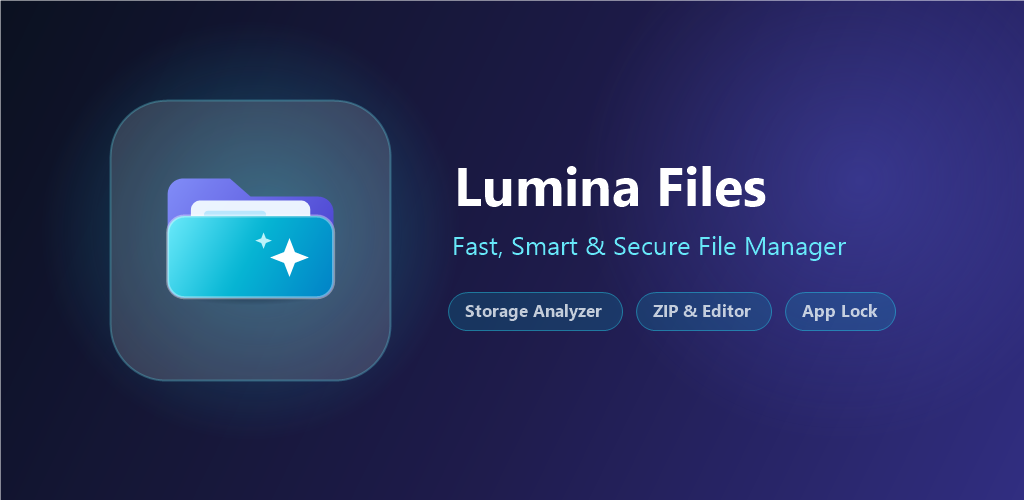 Lumina Files
Fast, Smart & Secure File Manager
Storage Analyzer
ZIP & Editor
App Lock